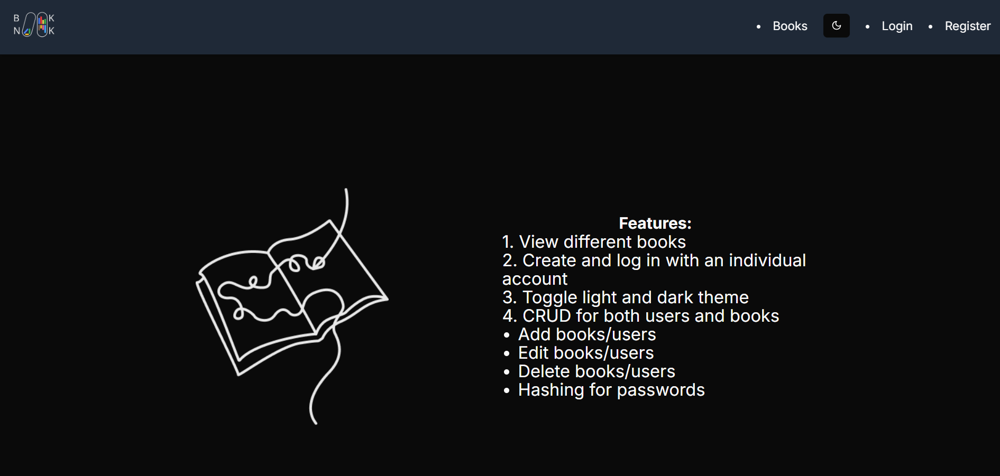 B K
N K
• Books
• Login
• Register
Features:
1. View different books
2. Create and log in with an individual
account
3. Toggle light and dark theme
4. CRUD for both users and books
• Add books/users
• Edit books/users
• Delete books/users
• Hashing for passwords